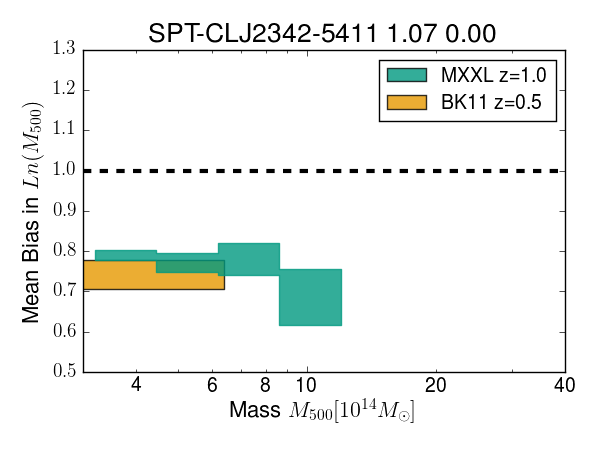 SPT-CLJ2342-5411 1.07 0.00
MXXL z=1.0
BK11 z=0.5
Mean Bias in Ln(M₅₀₀)
1.3
1.2
1.1
1.0
0.9
0.8
0.7
0.6
0.5
4 6 8 10 20 40
Mass M₅₀₀[10¹⁴M☉]